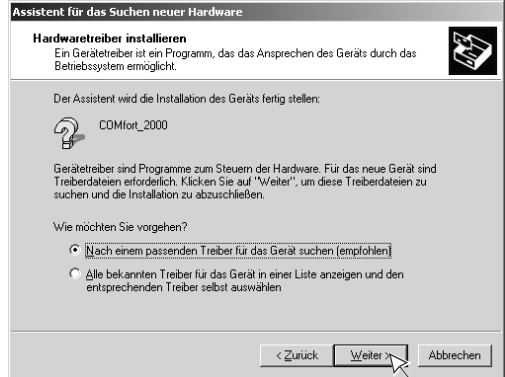 Assistent für das Suchen neuer Hardware
Hardwaretreiber installieren
Ein Gerätetreiber ist ein Programm, das das Ansprechen des Geräts durch das
Betriebssystem ermöglicht.
Der Assistent wird die Installation des Geräts fertig stellen:
COMfort_2000
Gerätetreiber sind Programme zum Steuern der Hardware. Für das neue Gerät sind
Treiberdateien erforderlich. Klicken Sie auf "Weiter", um diese Treiberdateien zu
suchen und die Installation zu abzuschließen.
Wie möchten Sie vorgehen?
Nach einem passenden Treiber für das Gerät suchen (empfohlen)
Alle bekannten Treiber für das Gerät in einer Liste anzeigen und den
entsprechenden Treiber selbst auswählen
< Zurück Weiter > Abbrechen